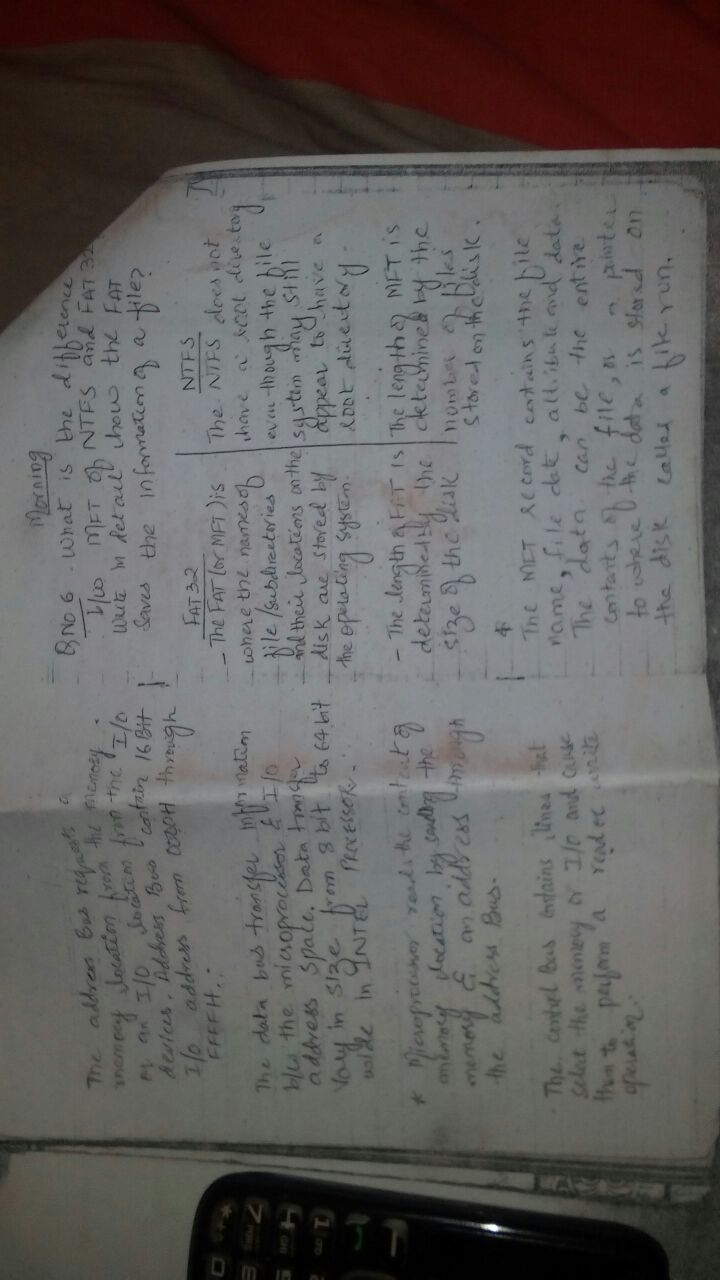 The address Bus requests a
memory location from the memory
or an I/O location from the I/O
devices. Address Bus contain 16 Bit
I/O address from 0000H through
FFFFH.
The data bus transfer Information
b/w the microprocessor & I/O
address space. Data transfer
Vary in size from 8 bit to 64 bit
wide in INTEL PROCESSOR.
* Microprocessor reads the content of
memory location by sending the
memory & an address through
the address Bus.
- The control Bus contains lines that
select the memory or I/O and cause
them to perform a read or write
operation.
Morning
Q NO 6. What is the difference
b/w MFT of NTFS and FAT 32
Write in detail how the FAT
Saves the information of a file?
FAT 32
- The FAT (or MFT) is
where the names of
file/subdirectories
and their locations on the
disk are stored by
the operating system.
- The length of FAT is
determined by the
size of the disk
NTFS
The NTFS does not
have a root directory
even though the file
system may still
appear to have a
root directory.
The length of MFT is
determined by the
number of files
stored on the disk.
The MFT record contains the file
name, file date, attribute and data.
The data can be the entire
contents of the file, or a pointer
to where the data is stored on
the disk called a file run.
7
4
1
0